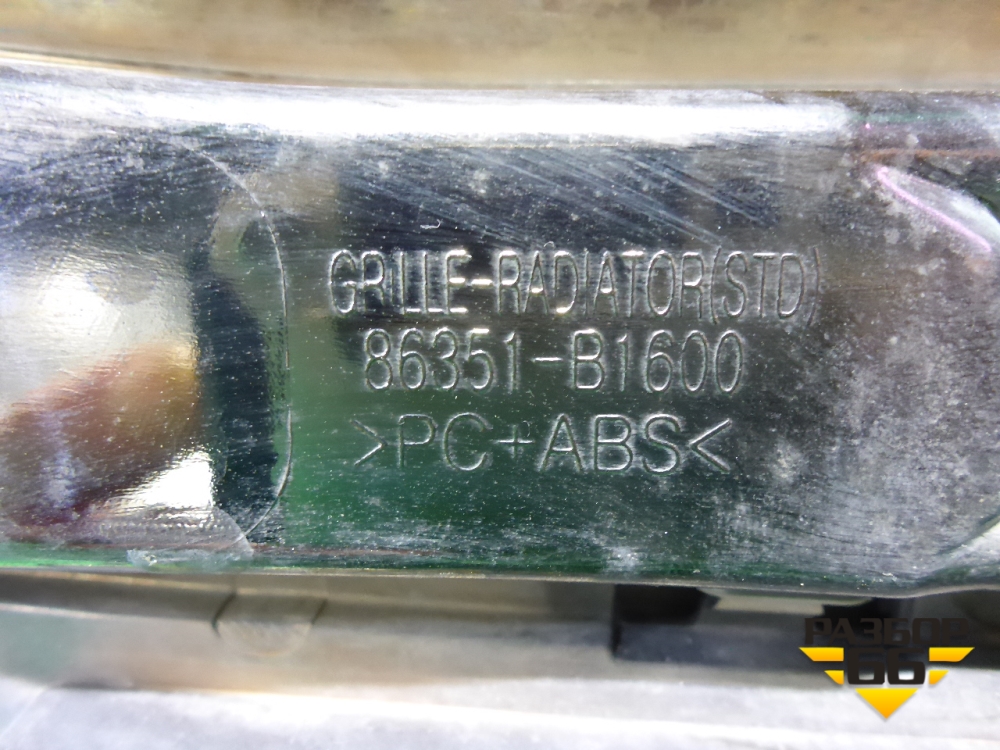 GRILLE-RADIATOR(STD)
86351-B1600
>PC+ABS<
РАЗБОР
66